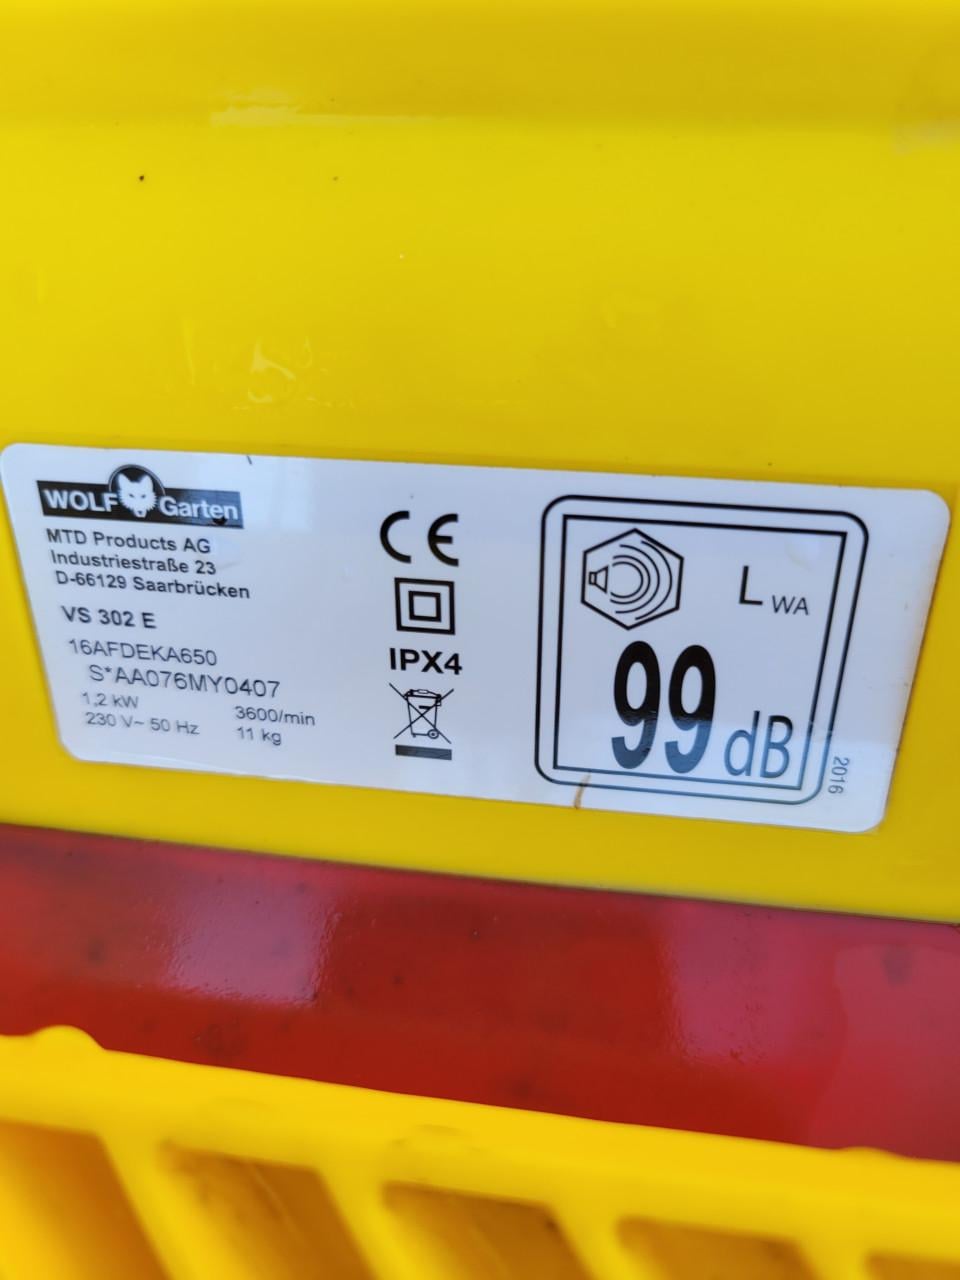 WOLF Garten
MTD Products AG
Industriestraße 23
D-66129 Saarbrücken
VS 302 E
16AFDEKA650
S*AA076MY0407
1,2 kW 3600/min
230 V~ 50 Hz 11 kg
CE
IPX4
LWA
99 dB
2016